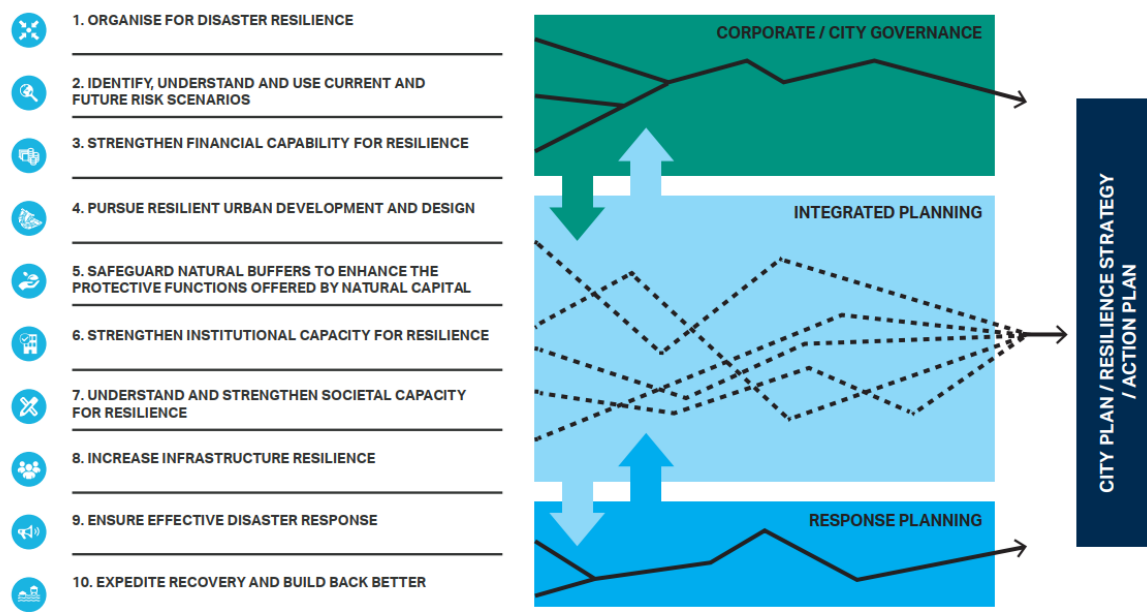 1. ORGANISE FOR DISASTER RESILIENCE
2. IDENTIFY, UNDERSTAND AND USE CURRENT AND
FUTURE RISK SCENARIOS
3. STRENGTHEN FINANCIAL CAPABILITY FOR RESILIENCE
4. PURSUE RESILIENT URBAN DEVELOPMENT AND DESIGN
5. SAFEGUARD NATURAL BUFFERS TO ENHANCE THE
PROTECTIVE FUNCTIONS OFFERED BY NATURAL CAPITAL
6. STRENGTHEN INSTITUTIONAL CAPACITY FOR RESILIENCE
7. UNDERSTAND AND STRENGTHEN SOCIETAL CAPACITY
FOR RESILIENCE
8. INCREASE INFRASTRUCTURE RESILIENCE
9. ENSURE EFFECTIVE DISASTER RESPONSE
10. EXPEDITE RECOVERY AND BUILD BACK BETTER
CORPORATE / CITY GOVERNANCE
INTEGRATED PLANNING
RESPONSE PLANNING
CITY PLAN / RESILIENCE STRATEGY
/ ACTION PLAN